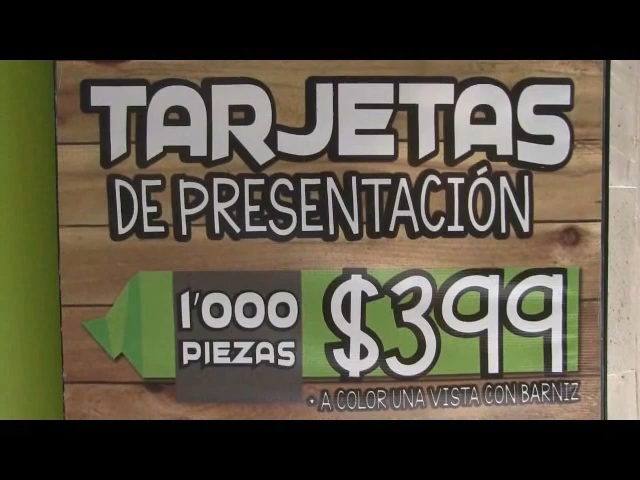 TARJETAS
DE PRESENTACIÓN
1'000
PIEZAS
$399
• A COLOR UNA VISTA CON BARNIZ